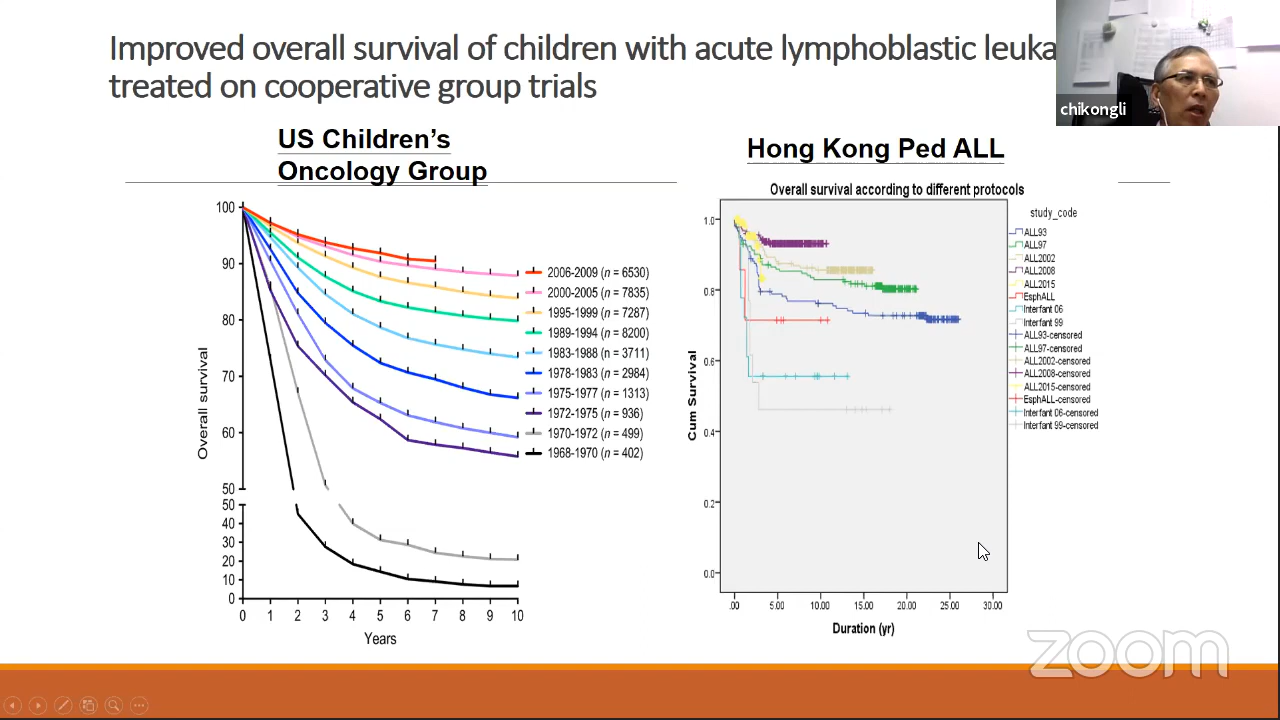 Improved overall survival of children with acute lymphoblastic leuka
treated on cooperative group trials
chikongli
US Children's
Oncology Group
Overall survival
100
90
80
70
60
50
50
40
30
20
10
0
0 1 2 3 4 5 6 7 8 9 10
Years
2006-2009 (n = 6530)
2000-2005 (n = 7835)
1995-1999 (n = 7287)
1989-1994 (n = 8200)
1983-1988 (n = 3711)
1978-1983 (n = 2984)
1975-1977 (n = 1313)
1972-1975 (n = 936)
1970-1972 (n = 499)
1968-1970 (n = 402)
Hong Kong Ped ALL
Overall survival according to different protocols
Cum Survival
1.0
0.8
0.6
0.4
0.2
0.0
.00 5.00 10.00 15.00 20.00 25.00 30.00
Duration (yr)
study_code
ALL93
ALL97
ALL2002
ALL2008
ALL2015
EsphALL
Interfant 06
Interfant 99
ALL93-censored
ALL97-censored
ALL2002-censored
ALL2008-censored
ALL2015-censored
EsphALL-censored
Interfant 06-censored
Interfant 99-censored
zoom